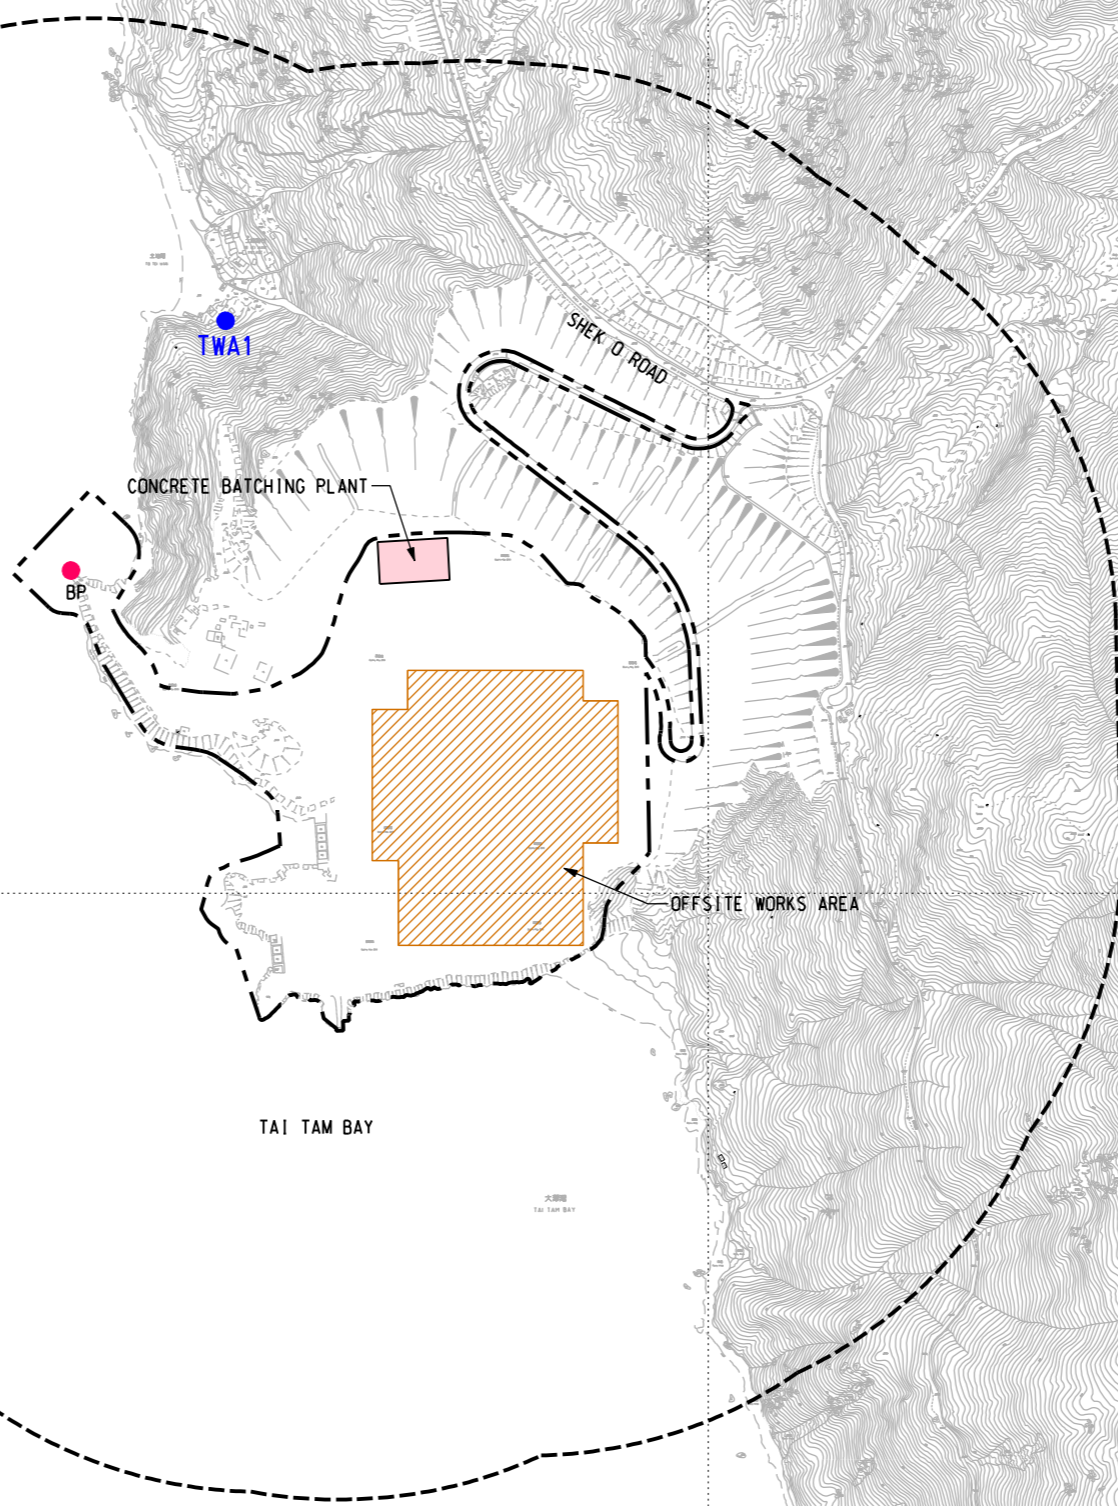 SHEK O ROAD
TWA1
CONCRETE BATCHING PLANT
BP
OFFSITE WORKS AREA
TAI TAM BAY
大潭灣
TAI TAM BAY